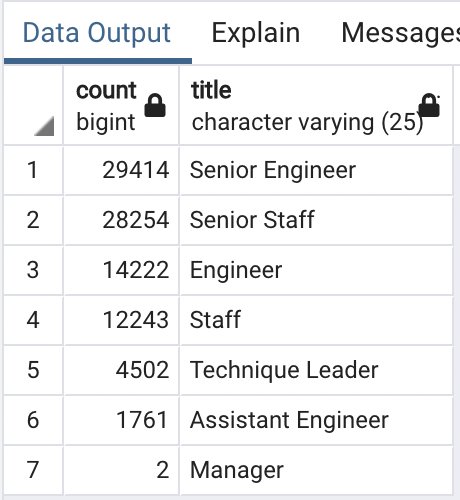 Data Output Explain Messages
count title
bigint character varying (25)
1 29414 Senior Engineer
2 28254 Senior Staff
3 14222 Engineer
4 12243 Staff
5 4502 Technique Leader
6 1761 Assistant Engineer
7 2 Manager